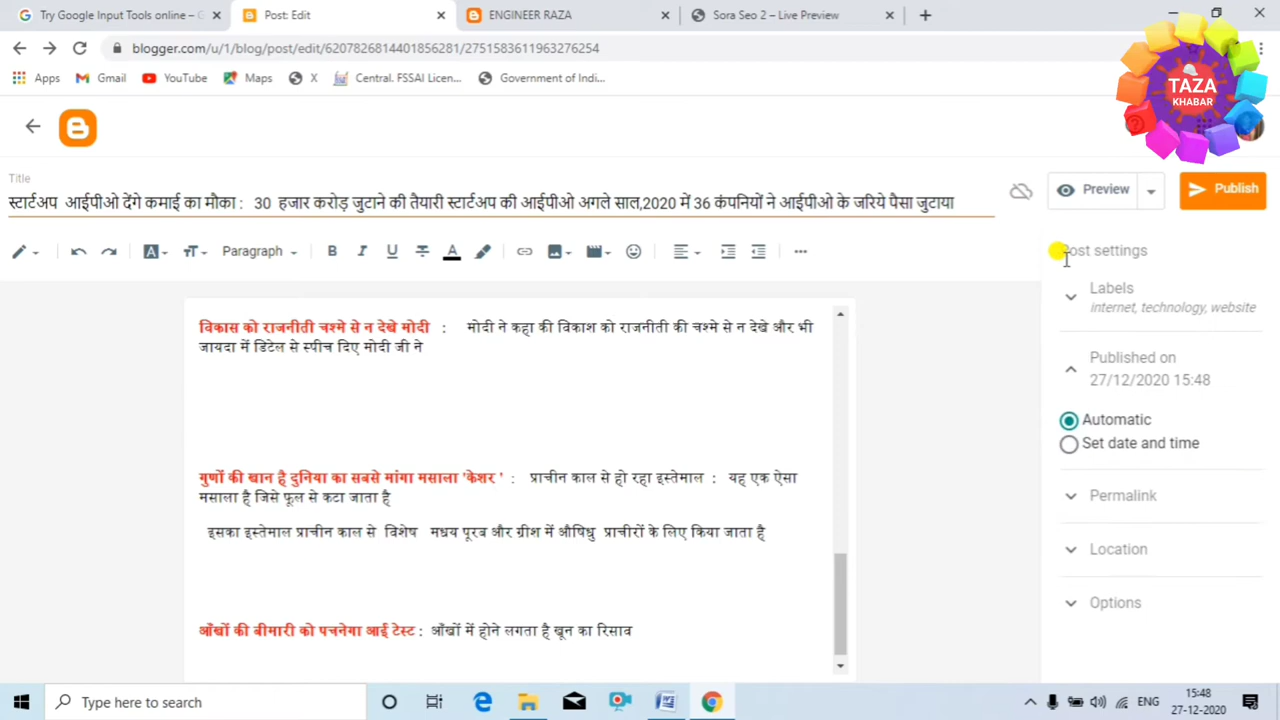 Try Google Input Tools online – G
Post: Edit
ENGINEER RAZA
Sora Seo 2 – Live Preview
blogger.com/u/1/blog/post/edit/6207826814401856281/2751583611963276254
Apps
Gmail
YouTube
Maps
X
Central. FSSAI Licen...
Government of Indi...
TAZA
KHABAR
Title
स्टार्टअप आईपीओ देंगे कमाई का मौका : 30 हजार करोड़ जुटाने की तैयारी स्टार्टअप की आईपीओ अगले साल,2020 में 36 कंपनियों ने आईपीओ के जरिये पैसा जुटाया
Preview
Publish
Paragraph
B I U A
Post settings
Labels
internet, technology, website
Published on
27/12/2020 15:48
Automatic
Set date and time
Permalink
Location
Options
विकास को राजनीती चश्मे से न देखे मोदी : मोदी ने कहा की विकाश को राजनीती की चश्मे से न देखे और भी
जायदा में डिटेल से स्पीच दिए मोदी जी ने
गुणों की खान है दुनिया का सबसे मांगा मसाला 'केशर ' : प्राचीन काल से हो रहा इस्तेमाल : यह एक ऐसा
मसाला है जिसे फूल से कटा जाता है
इसका इस्तेमाल प्राचीन काल से विशेष मधय पूरब और ग्रीश में औषिधु प्राचीरों के लिए किया जाता है
आँखों की बीमारी को पचनेगा आई टेस्ट : आँखों में होने लगता है खून का रिसाव
Type here to search
ENG
15:48
27-12-2020